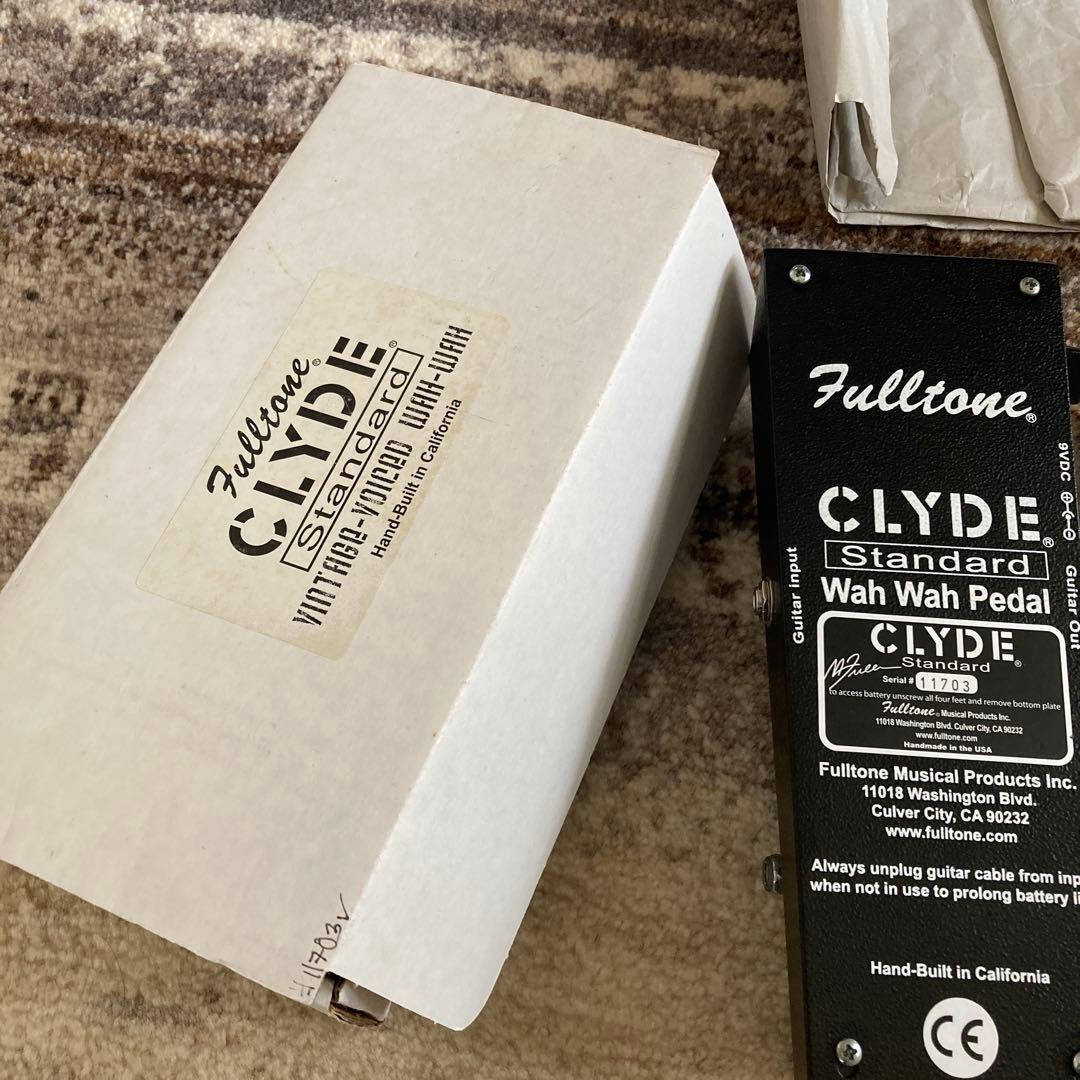 Fulltone®
CLYDE®
Standard
VINTAGE-VOICED WAH-WAH
Hand-Built in California
#11703
Fulltone®
9VDC
CLYDE®
Standard
Wah Wah Pedal
Guitar input
Guitar Out
CLYDE®
Standard
Serial # 11703
to access battery unscrew all four feet and remove bottom plate
Fulltone® Musical Products Inc.
11018 Washington Blvd. Culver City, CA 90232
www.fulltone.com
Handmade in the USA
Fulltone Musical Products Inc.
11018 Washington Blvd.
Culver City, CA 90232
www.fulltone.com
Always unplug guitar cable from inp
when not in use to prolong battery li
Hand-Built in California
CE